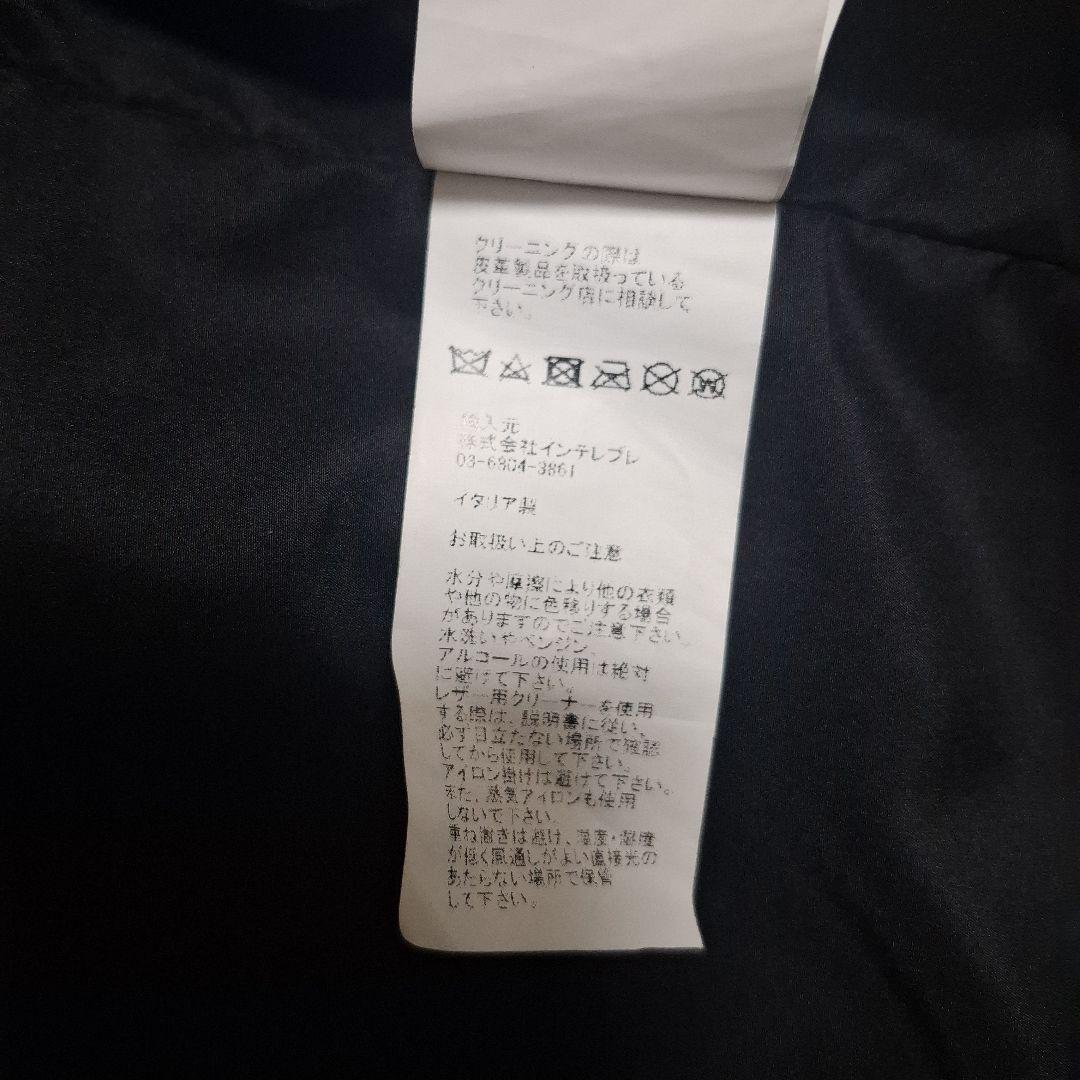 クリーニングの際は
皮革製品を取扱っている
クリーニング店に相談して
下さい。
輸入元
株式会社インテレプレ
03-6804-3861
イタリア製
お取扱い上のご注意
水分や摩擦により他の衣類
や他の物に色移りする場合
がありますのでご注意下さい。
水洗いやベンジン、
アルコールの使用は絶対
に避けて下さい。
レザー用クリーナーを使用
する際は、説明書に従い、
必ず目立たない場所で確認
してから使用して下さい。
アイロン掛けは避けて下さい。
また、蒸気アイロンも使用
しないで下さい。
重ね置きは避け、温度・湿度
が低く風通しがよい直接光の
あたらない場所で保管
して下さい。